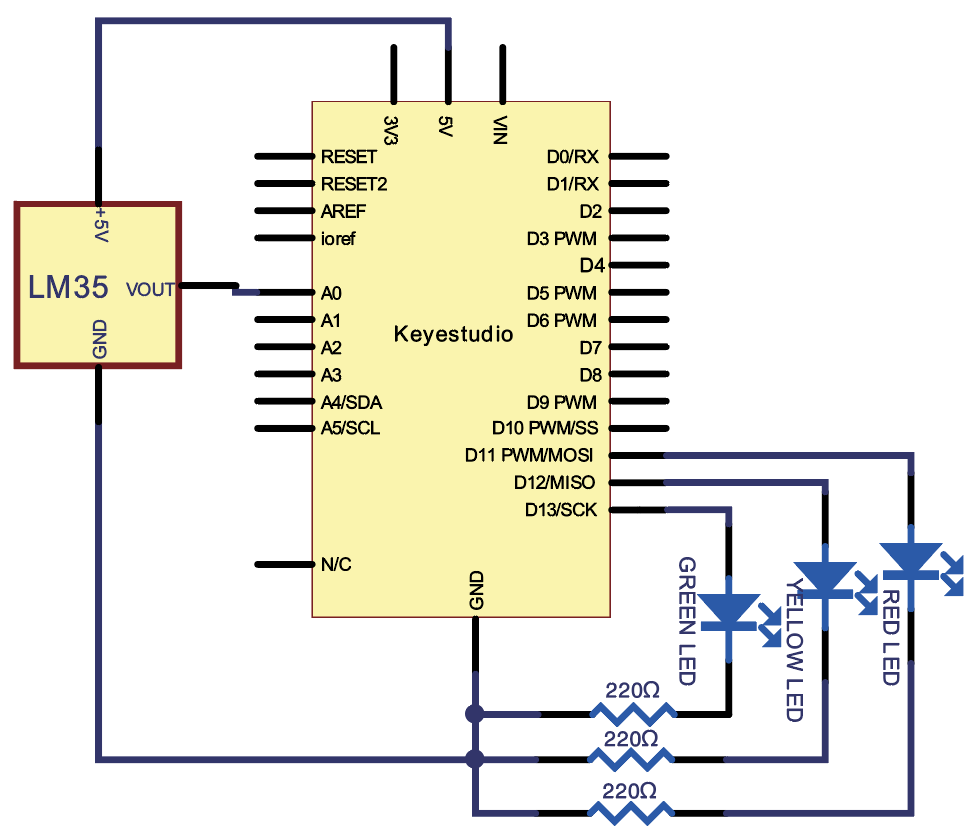 3V3
5V
VIN
RESET
RESET2
AREF
ioref
A0
A1
A2
A3
A4/SDA
A5/SCL
N/C
Keyestudio
D0/RX
D1/RX
D2
D3 PWM
D4
D5 PWM
D6 PWM
D7
D8
D9 PWM
D10 PWM/SS
D11 PWM/MOSI
D12/MISO
D13/SCK
GND
+5V
LM35
VOUT
GND
GREEN LED
YELLOW LED
RED LED
220Ω
220Ω
220Ω